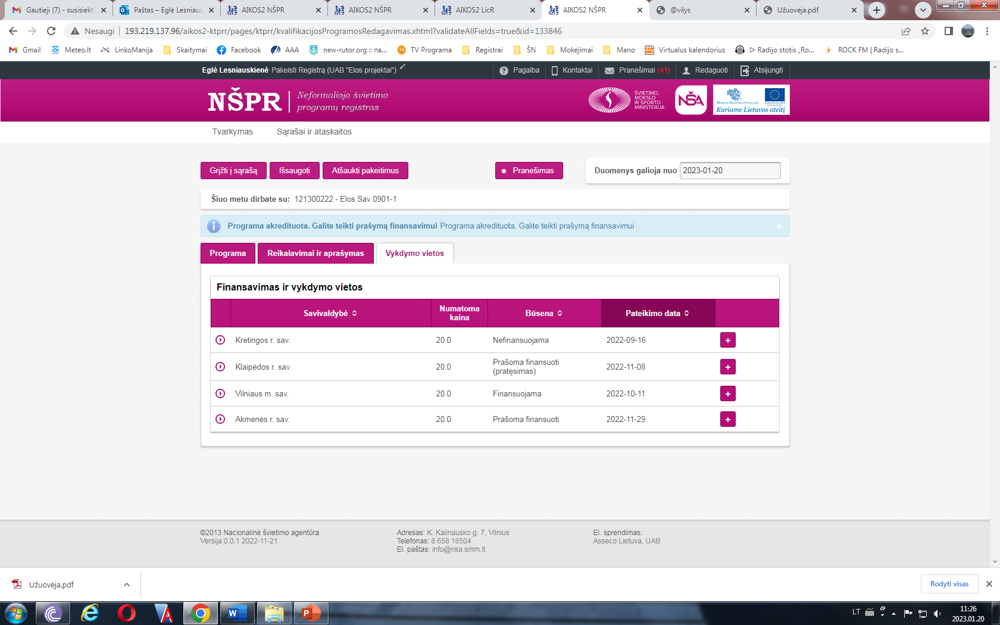 Gautieji (7) - susisiekti
Paštas – Eglė Lesniaus
AIKOS2 NŠPR
AIKOS2 NŠPR
AIKOS2 LicR
AIKOS2 NŠPR
@vilys
Užuovėja.pdf
Nesaugi
193.219.137.96/aikos2-ktprr/pages/ktprr/kvalifikacijosProgramosRedagavimas.xhtml?validateAllFields=true&id=133846
Gmail
Meteo.lt
LinkoManija
Skaitymai
Facebook
AAA
new-rutor.org :: па...
TV Programa
Registrai
ŠN
Mokėjimai
Mano
Virtualus kalendorius
Radijo stotis „Ro...
ROCK FM | Radijo s...
Eglė Lesniauskienė Pakeisti Registrą (UAB "Elos projektai")
Pagalba
Kontaktai
Pranešimai (41)
Redaguoti
Atsijungti
NŠPR
Neformaliojo švietimo
programų registras
ŠVIETIMO,
MOKSLO
IR SPORTO
MINISTERIJA
NŠA
Kuriame Lietuvos ateitį
Tvarkymas
Sąrašai ir ataskaitos
Grįžti į sąrašą
Išsaugoti
Atšaukti pakeitimus
Pranešimas
Duomenys galioja nuo 2023-01-20
Šiuo metu dirbate su: 121300222 - Elos Sav 0901-1
Programa akredituota. Galite teikti prašymą finansavimui Programa akredituota. Galite teikti prašymą finansavimui
Programa
Reikalavimai ir aprašymas
Vykdymo vietos
Finansavimas ir vykdymo vietos
Savivaldybė
Numatoma
kaina
Būsena
Pateikimo data
Kretingos r. sav.
20.0
Nefinansuojama
2022-09-16
Klaipėdos r. sav.
20.0
Prašoma finansuoti
(pratęsimas)
2022-11-08
Vilniaus m. sav.
20.0
Finansuojama
2022-10-11
Akmenės r. sav.
20.0
Prašoma finansuoti
2022-11-29
©2013 Nacionalinė švietimo agentūra
Versija 0.0.1 2022-11-21
Adresas: K. Kalinausko g. 7, Vilnius
Telefonas: 8 658 18504
El. paštas: info@nsa.smm.lt
El. sprendimas:
Asseco Lietuva, UAB
Užuovėja.pdf
Rodyti visas
LT
11:26
2023.01.20